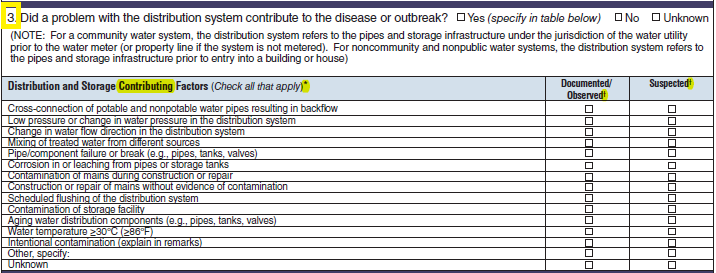 3. Did a problem with the distribution system contribute to the disease or outbreak? ☐ Yes (specify in table below) ☐ No ☐ Unknown
(NOTE: For a community water system, the distribution system refers to the pipes and storage infrastructure under the jurisdiction of the water utility
prior to the water meter (or property line if the system is not metered). For noncommunity and nonpublic water systems, the distribution system refers to
the pipes and storage infrastructure prior to entry into a building or house)
Distribution and Storage Contributing Factors (Check all that apply)* Documented/ Suspected‡
Observed‡
Cross-connection of potable and nonpotable water pipes resulting in backflow ☐ ☐
Low pressure or change in water pressure in the distribution system ☐ ☐
Change in water flow direction in the distribution system ☐ ☐
Mixing of treated water from different sources ☐ ☐
Pipe/component failure or break (e.g., pipes, tanks, valves) ☐ ☐
Corrosion in or leaching from pipes or storage tanks ☐ ☐
Contamination of mains during construction or repair ☐ ☐
Construction or repair of mains without evidence of contamination ☐ ☐
Scheduled flushing of the distribution system ☐ ☐
Contamination of storage facility ☐ ☐
Aging water distribution components (e.g., pipes, tanks, valves) ☐ ☐
Water temperature ≥30°C (≥86°F) ☐ ☐
Intentional contamination (explain in remarks) ☐ ☐
Other, specify: ☐ ☐
Unknown ☐ ☐